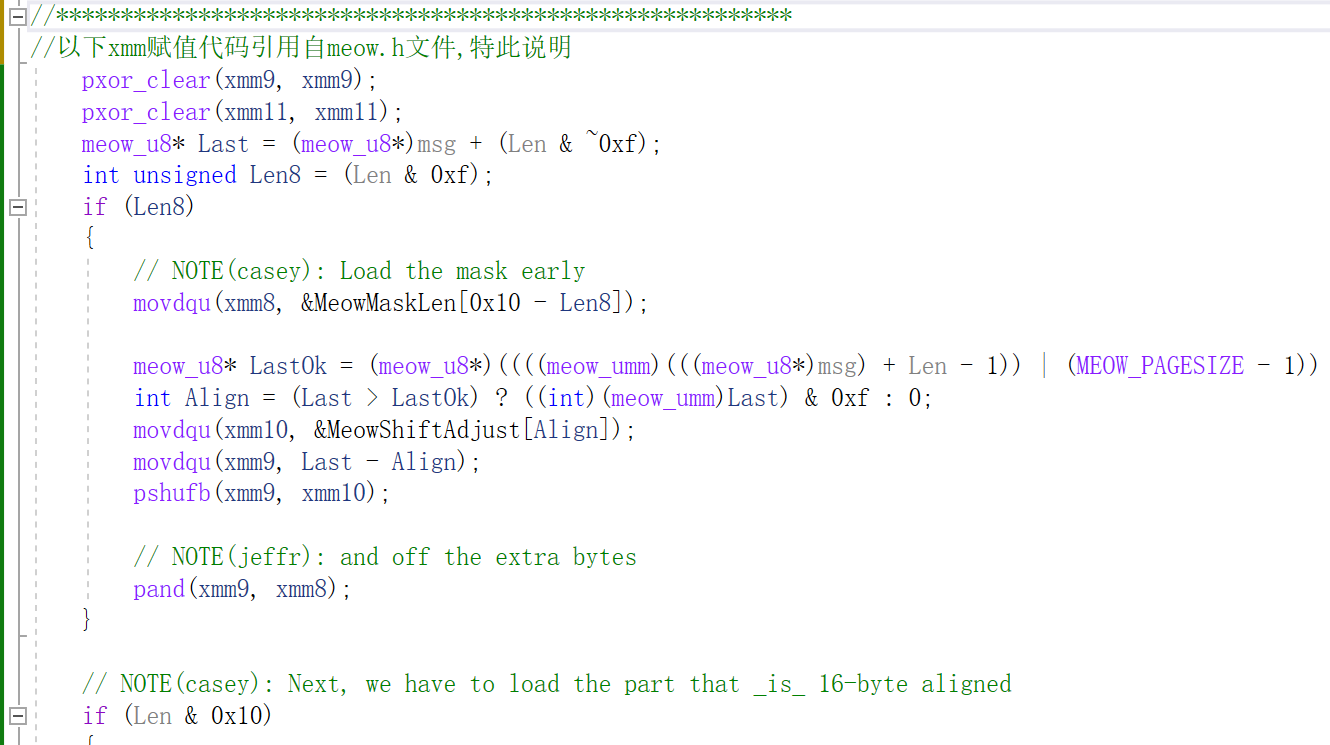 //*********************************************************
//以下xmm赋值代码引用自meow.h文件,特此说明
pxor_clear(xmm9, xmm9);
pxor_clear(xmm11, xmm11);
meow_u8* Last = (meow_u8*)msg + (Len & ~0xf);
int unsigned Len8 = (Len & 0xf);
if (Len8)
{
// NOTE(casey): Load the mask early
movdqu(xmm8, &MeowMaskLen[0x10 - Len8]);
meow_u8* LastOk = (meow_u8*)((((meow_umm)(((meow_u8*)msg) + Len - 1)) | (MEOW_PAGESIZE - 1))
int Align = (Last > LastOk) ? ((int)(meow_umm)Last) & 0xf : 0;
movdqu(xmm10, &MeowShiftAdjust[Align]);
movdqu(xmm9, Last - Align);
pshufb(xmm9, xmm10);
// NOTE(jeffr): and off the extra bytes
pand(xmm9, xmm8);
}
// NOTE(casey): Next, we have to load the part that _is_ 16-byte aligned
if (Len & 0x10)
{